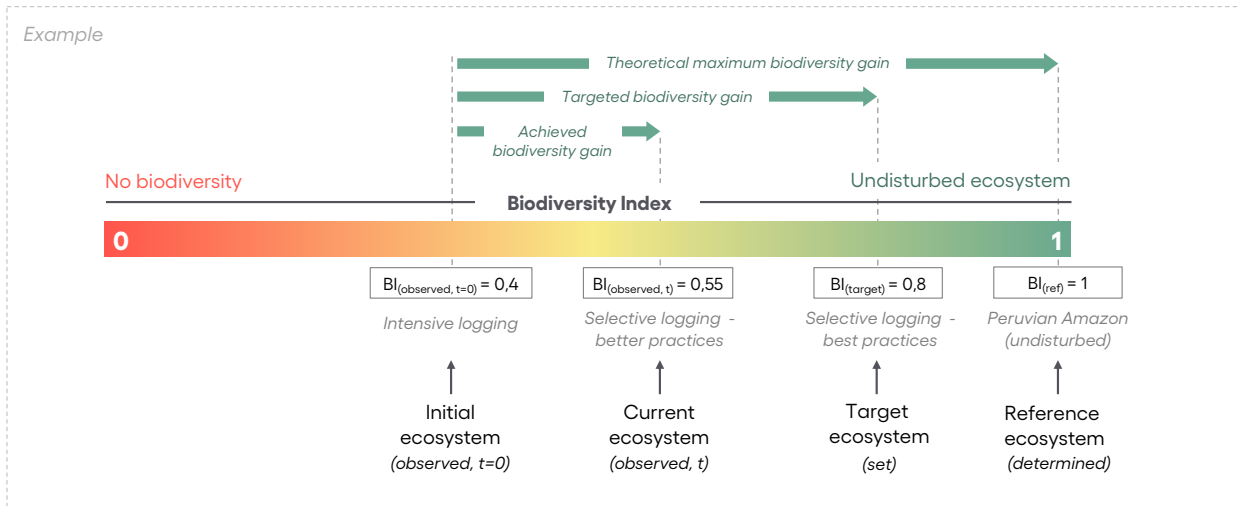 Example
Theoretical maximum biodiversity gain
Targeted biodiversity gain
Achieved
biodiversity gain
No biodiversity
Undisturbed ecosystem
Biodiversity Index
0
1
BI(observed, t=0) = 0,4
BI(observed, t) = 0,55
BI(target) = 0,8
BI(ref) = 1
Intensive logging
Selective logging -
better practices
Selective logging -
best practices
Peruvian Amazon
(undisturbed)
Initial
ecosystem
(observed, t=0)
Current
ecosystem
(observed, t)
Target
ecosystem
(set)
Reference
ecosystem
(determined)